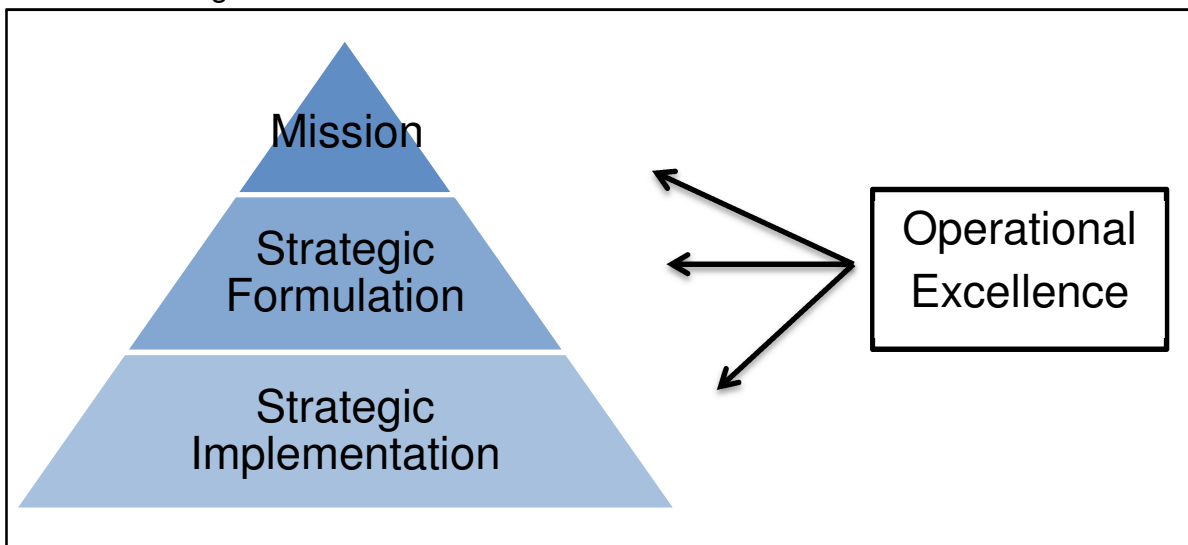 Mission
Strategic
Formulation
Strategic
Implementation
Operational
Excellence